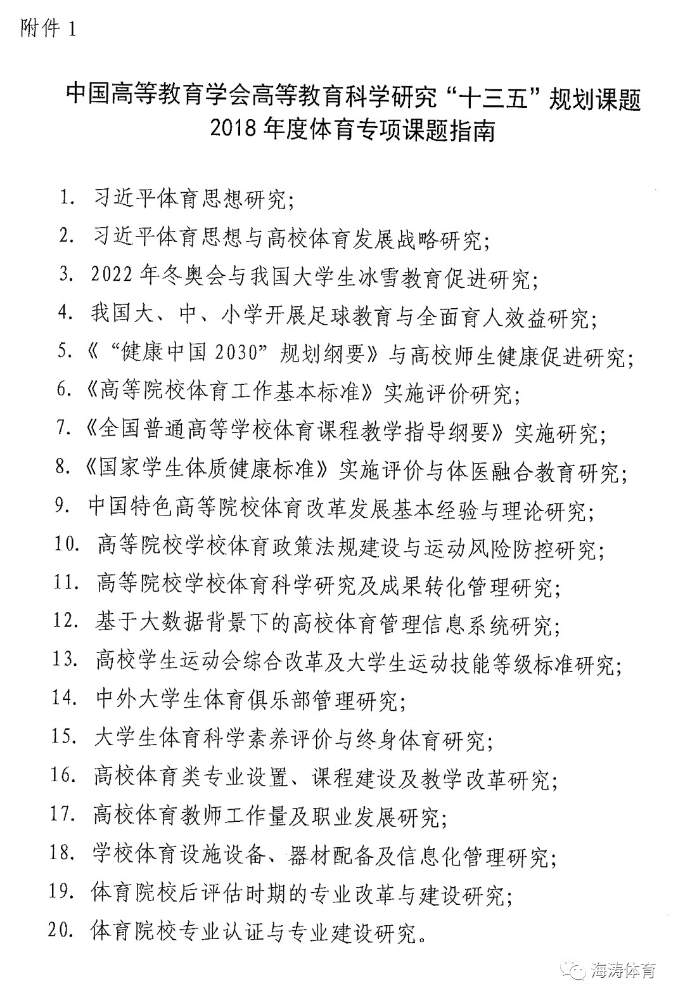 附件 1
中国高等教育学会高等教育科学研究“十三五”规划课题
2018 年度体育专项课题指南
1. 习近平体育思想研究;
2. 习近平体育思想与高校体育发展战略研究;
3. 2022 年冬奥会与我国大学生冰雪教育促进研究;
4. 我国大、中、小学开展足球教育与全面育人效益研究;
5.《 “健康中国 2030” 规划纲要》与高校师生健康促进研究;
6.《高等院校体育工作基本标准》实施评价研究;
7.《全国普通高等学校体育课程教学指导纲要》实施研究;
8.《国家学生体质健康标准》实施评价与体医融合教育研究;
9. 中国特色高等院校体育改革发展基本经验与理论研究;
10. 高等院校学校体育政策法规建设与运动风险防控研究;
11. 高等院校学校体育科学研究及成果转化管理研究;
12. 基于大数据背景下的高校体育管理信息系统研究;
13. 高校学生运动会综合改革及大学生运动技能等级标准研究;
14. 中外大学生体育俱乐部管理研究;
15. 大学生体育科学素养评价与终身体育研究;
16. 高校体育类专业设置、课程建设及教学改革研究;
17. 高校体育教师工作量及职业发展研究;
18. 学校体育设施设备、器材配备及信息化管理研究;
19. 体育院校后评估时期的专业改革与建设研究;
20. 体育院校专业认证与专业建设研究。
海涛体育